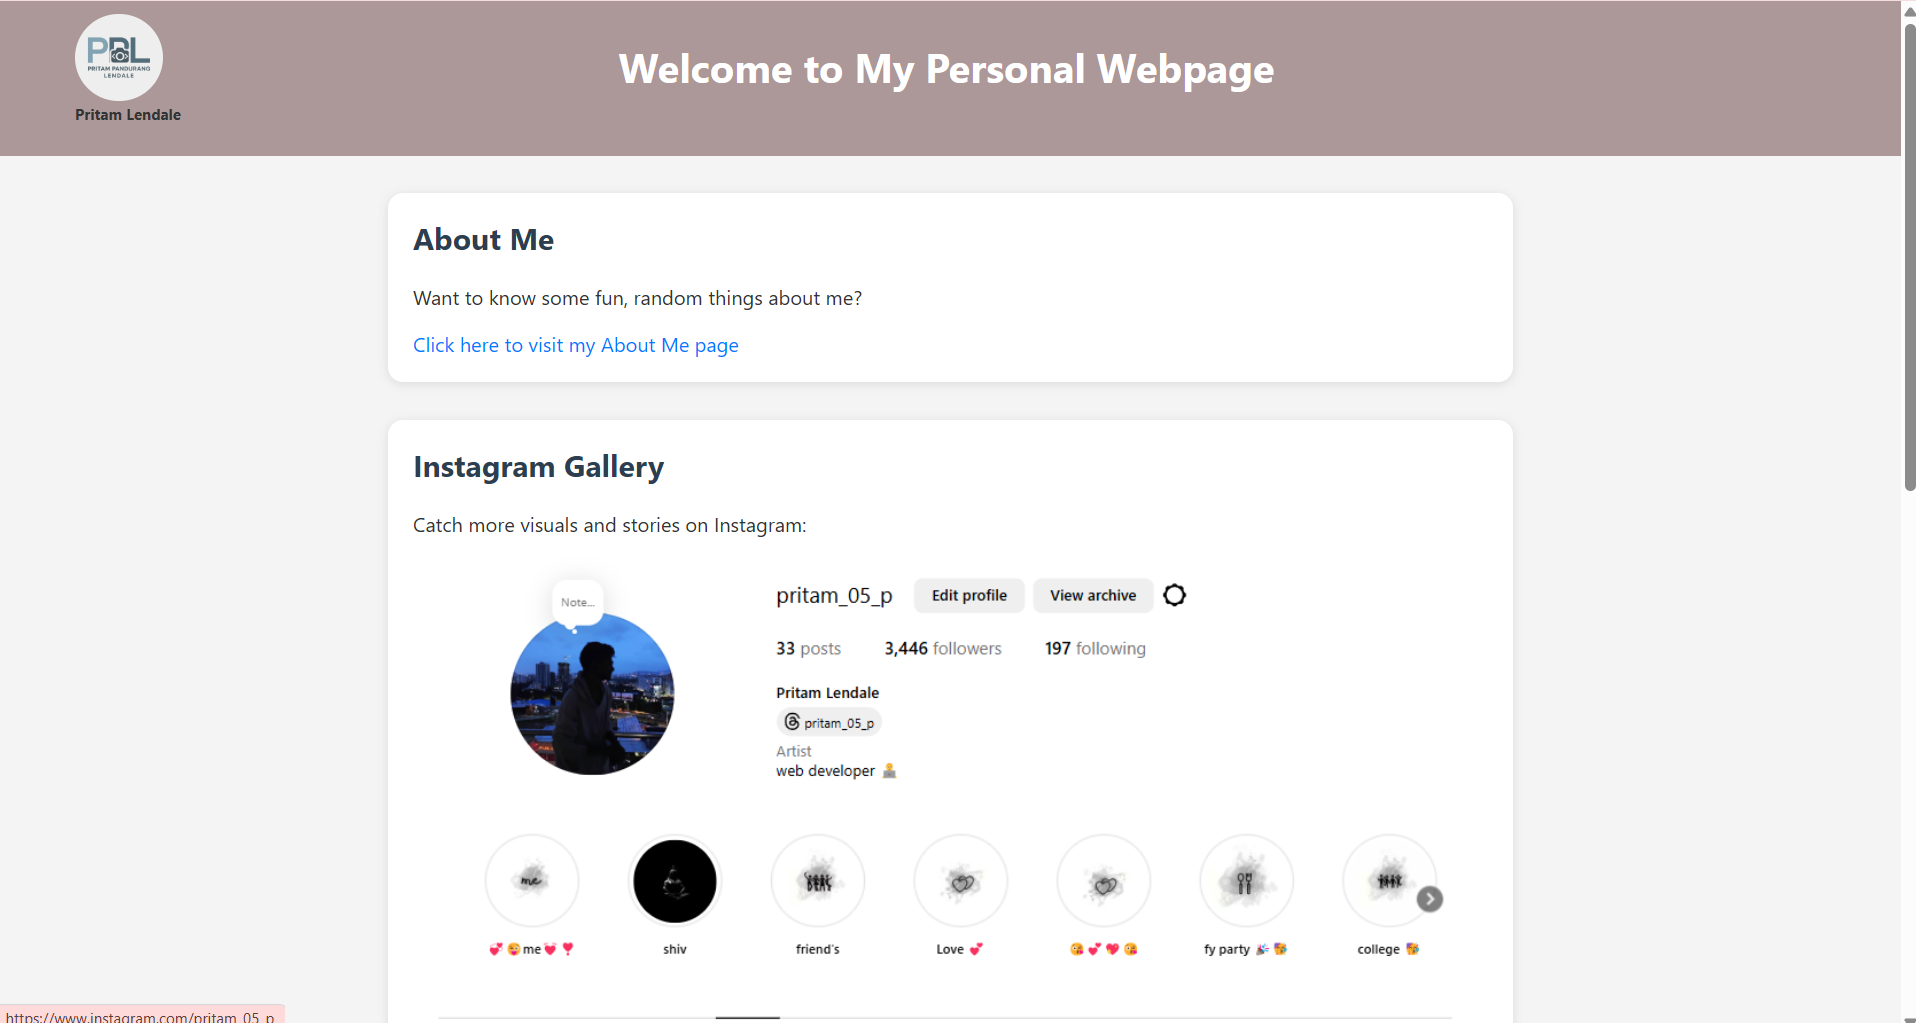 PBL
PRITAM PANDURANG
LENDALE
Pritam Lendale
Welcome to My Personal Webpage
About Me
Want to know some fun, random things about me?
Click here to visit my About Me page
Instagram Gallery
Catch more visuals and stories on Instagram:
Note...
pritam_05_p Edit profile View archive
33 posts 3,446 followers 197 following
Pritam Lendale
pritam_05_p
Artist
web developer 🧑‍💻
me
💞😜me💓❣️ shiv friend's Love 💕 😘💕💖😘 fy party 🎉🎁 college 🎁
https://www.instagram.com/pritam_05_p